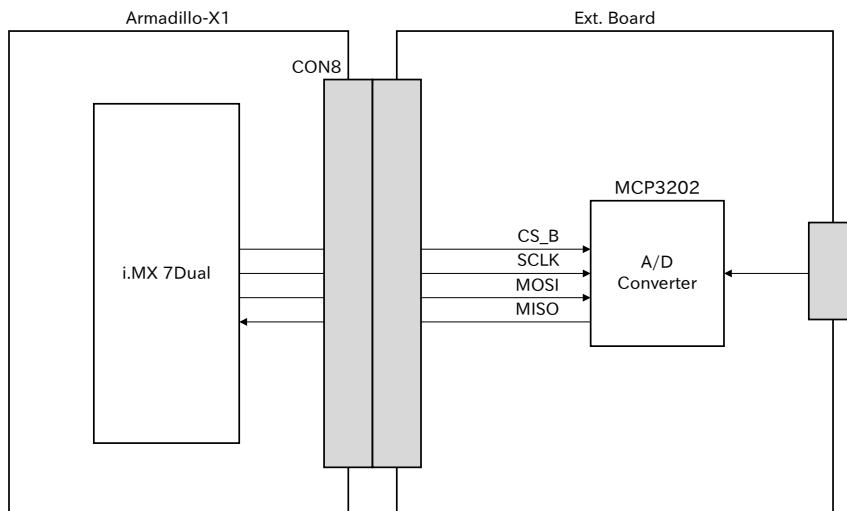 Armadillo-X1
Ext. Board
CON8
MCP3202
CS_B
SCLK
MOSI
MISO
i.MX 7Dual
A/D
Converter